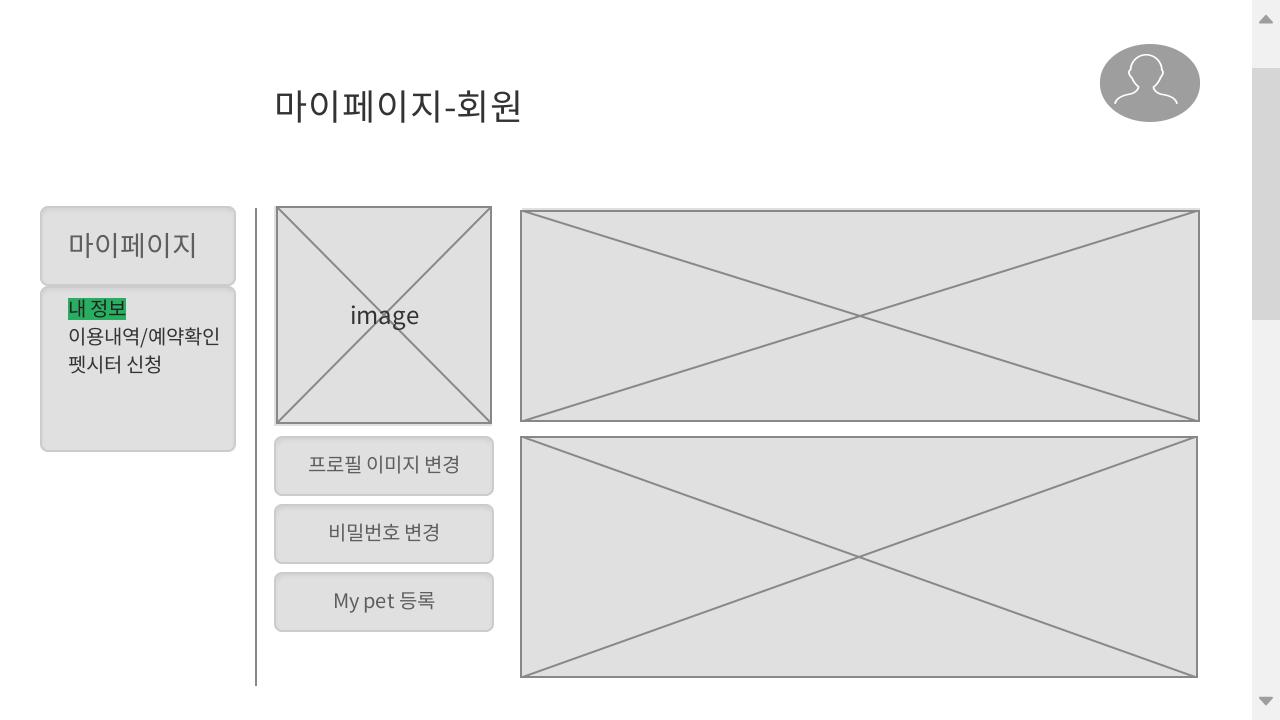 마이페이지-회원
마이페이지
내 정보
이용내역/예약확인
펫시터 신청
image
프로필 이미지 변경
비밀번호 변경
My pet 등록